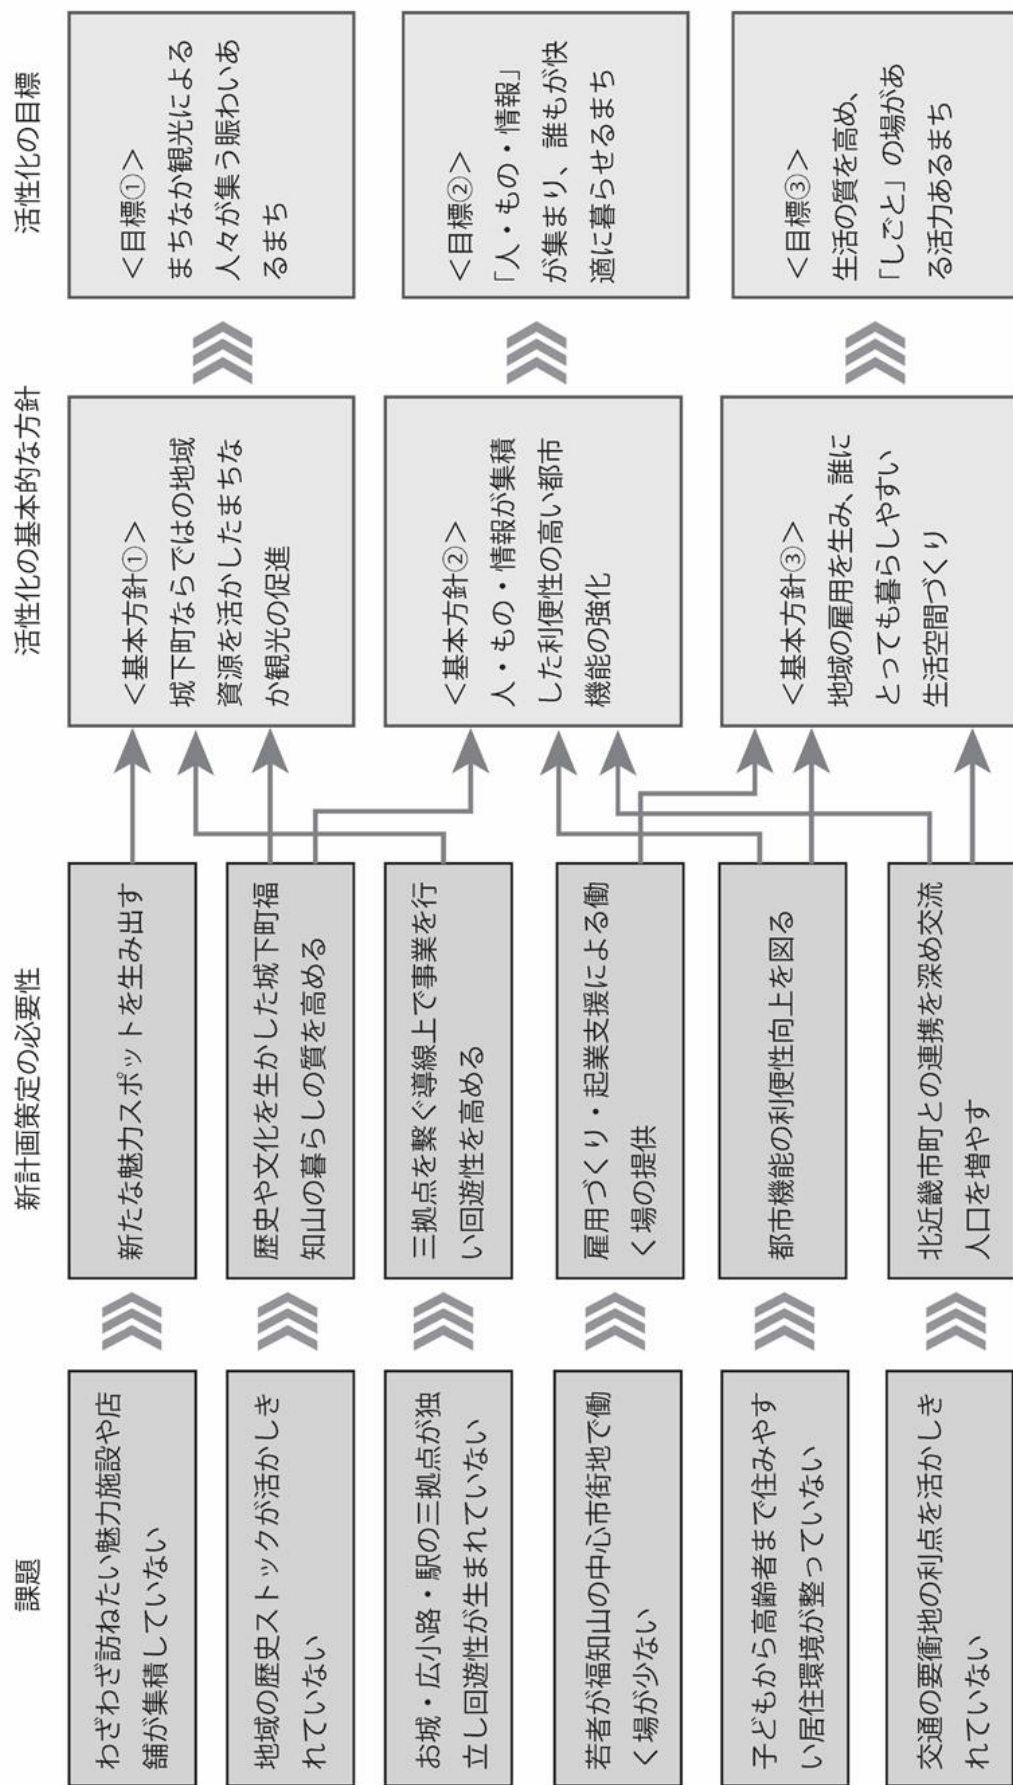 課題
わざわざ訪ねたい魅力施設や店
舗が集積していない
地域の歴史ストックが活かしき
れていない
お城・広小路・駅の三拠点が独
立し回遊性が生まれていない
若者が福知山の中心市街地で働
く場が少ない
子どもから高齢者まで住みやす
い居住環境が整っていない
交通の要衝地の利点を活かしき
れていない
新計画策定の必要性
新たな魅力スポットを生み出す
歴史や文化を生かした城下町福
知山の暮らしの質を高める
三拠点を繋ぐ導線上で事業を行
い回遊性を高める
雇用づくり・起業支援による働
く場の提供
都市機能の利便性向上を図る
北近畿市町との連携を深め交流
人口を増やす
活性化の基本的な方針
＜基本方針①＞
城下町ならではの地域
資源を活かしたまちな
か観光の促進
＜基本方針②＞
人・もの・情報が集積
した利便性の高い都市
機能の強化
＜基本方針③＞
地域の雇用を生み、誰に
とっても暮らしやすい
生活空間づくり
活性化の目標
＜目標①＞
まちなか観光による
人々が集う賑わいあ
るまち
＜目標②＞
「人・もの・情報」
が集まり、誰もが快
適に暮らせるまち
＜目標③＞
生活の質を高め、
「しごと」の場があ
る活力あるまち